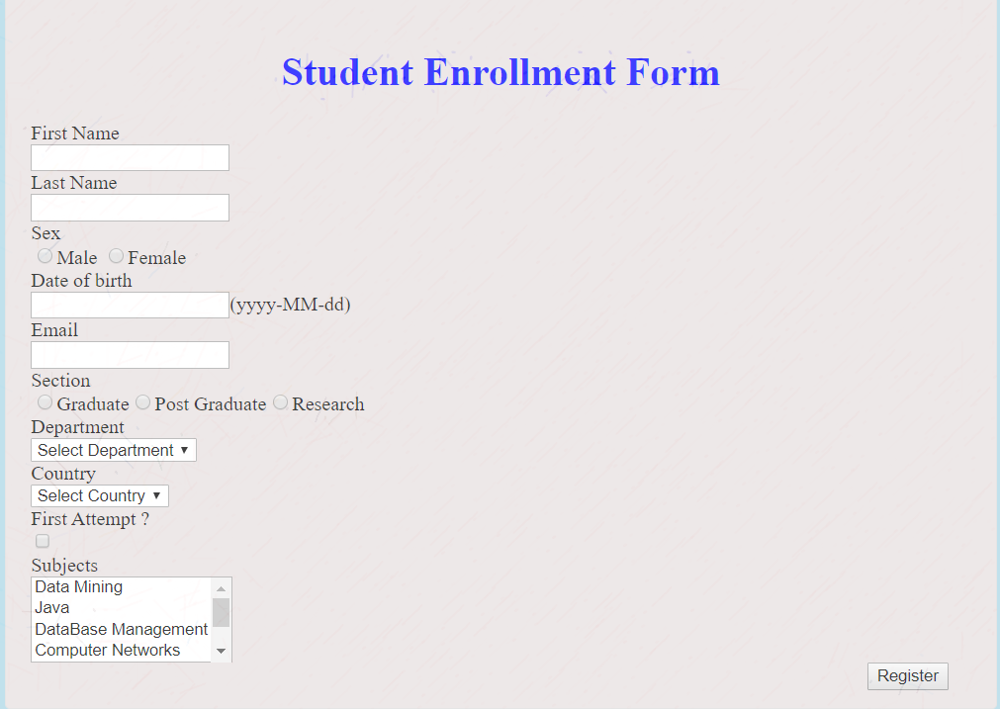 Student Enrollment Form
First Name
Last Name
Sex
Male Female
Date of birth
(yyyy-MM-dd)
Email
Section
Graduate Post Graduate Research
Department
Select Department
Country
Select Country
First Attempt ?
Subjects
Data Mining
Java
DataBase Management
Computer Networks
Register